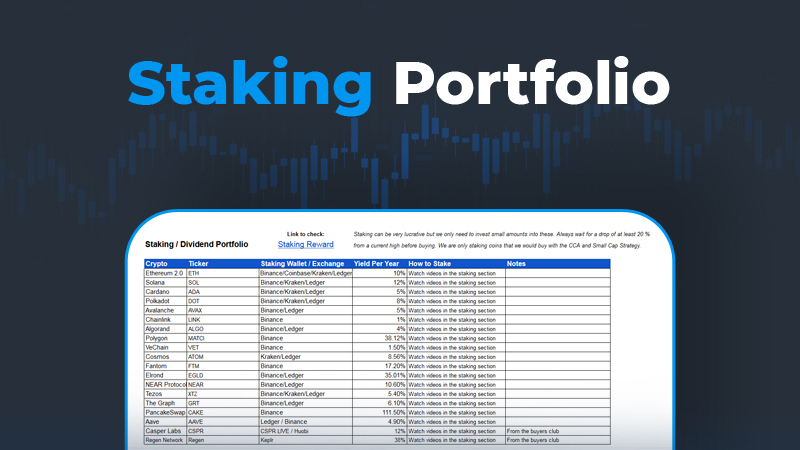 Staking Portfolio
Link to check:
Staking can be very lucrative but we only need to invest small amounts into these. Always wait for a drop of at least 20 %
Staking / Dividend Portfolio Staking Reward from a current high before buying. We are only staking coins that we would buy with the CCA and Small Cap Strategy
Crypto Ticker Staking Wallet / Exchange Yield Per Year How to Stake Notes
Ethereum 2.0 ETH Binance/Coinbase/Kraken/Ledger 10% Watch videos in the staking section
Solana SOL Binance/Kraken/Ledger 12% Watch videos in the staking section
Cardano ADA Binance/Kraken/Ledger 5% Watch videos in the staking section
Polkadot DOT Binance/Kraken/Ledger 8% Watch videos in the staking section
Avalanche AVAX Binance/Ledger 5% Watch videos in the staking section
Chainlink LINK Binance 1% Watch videos in the staking section
Algorand ALGO Binance/Ledger 4% Watch videos in the staking section
Polygon MATCI Binance 38.12% Watch videos in the staking section
VeChain VET Binance 1.50% Watch videos in the staking section
Cosmos ATOM Kraken/Ledger 8.56% Watch videos in the staking section
Fantom FTM Binance 17.20% Watch videos in the staking section
Elrond EGLD Binance/Ledger 35.01% Watch videos in the staking section
NEAR Protoco NEAR Binance/Ledger 10.60% Watch videos in the staking section
Tezos XTZ Binance/Kraken/Ledger 5.40% Watch videos in the staking section
The Graph GRT Binance/Ledger 6.10% Watch videos in the staking section
PancakeSwap CAKE Binance 111.50% Watch videos in the staking section
Aave AAVE Ledger / Binance 4.90% Watch videos in the staking section
Casper Labs CSPR CSPR LIVE / Huobi 12% Watch videos in the staking section From the buyers club
Regen Network Regen Keplr 38% Watch videos in the staking section From the buyers club